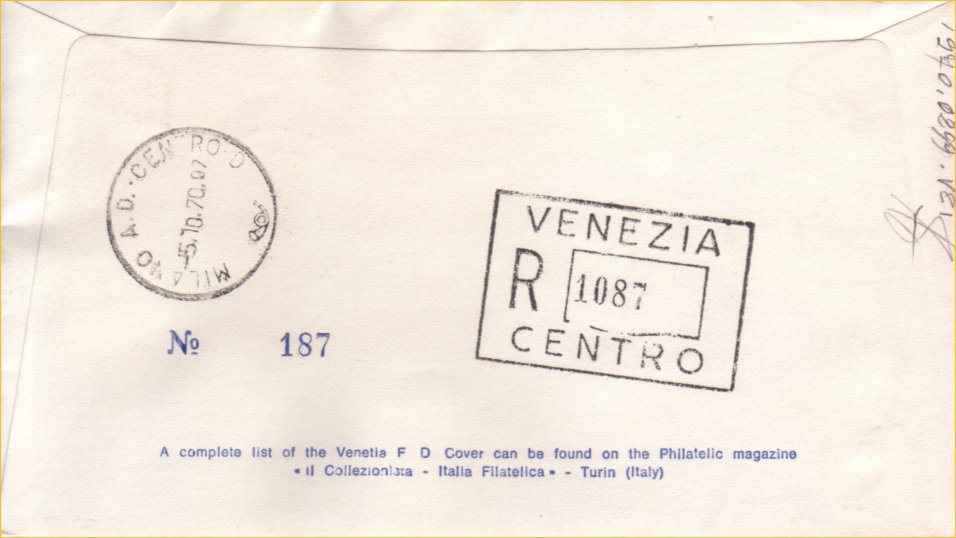 MILANO A.D. · CENTRO D
5.10.70.07
VENEZIA
R 1087
CENTRO
№ 187
A complete list of the Venetia F D Cover can be found on the Philatelic magazine
« Il Collezionista - Italia Filatelica » - Turin (Italy)